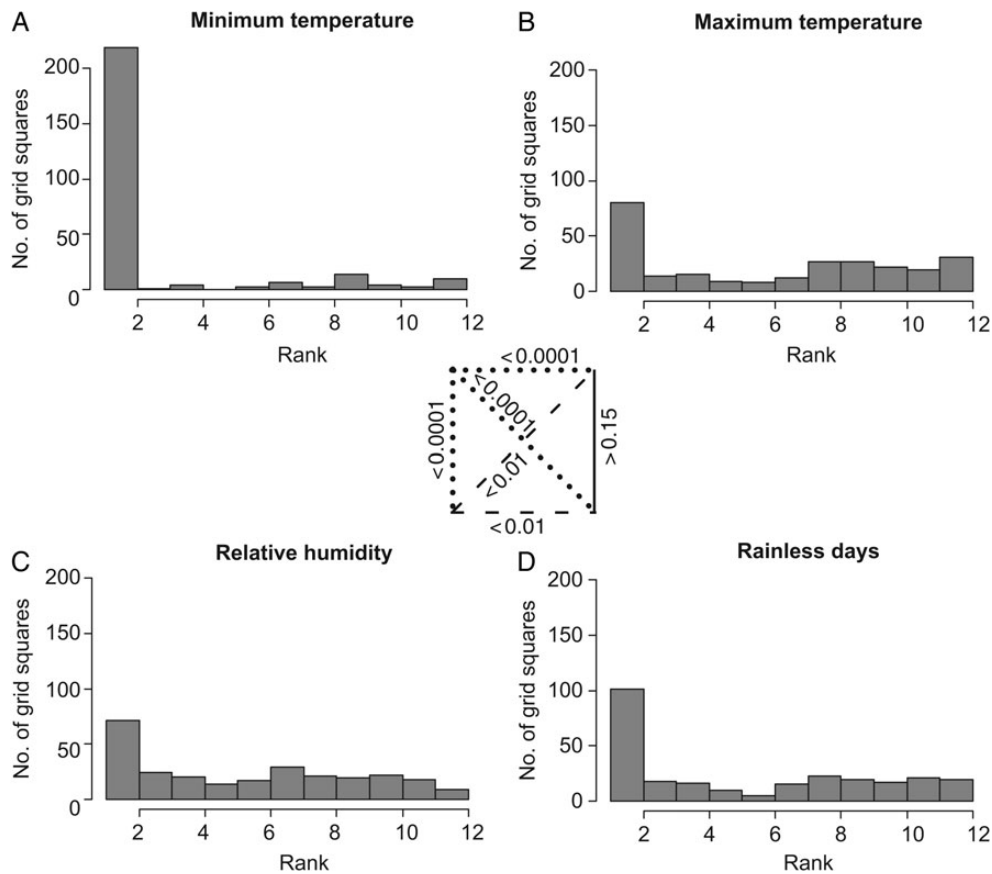 A
Minimum temperature
No. of grid squares
200
150
100
50
0
2 4 6 8 10 12
Rank
B
Maximum temperature
No. of grid squares
200
150
100
50
0
2 4 6 8 10 12
Rank
<0.0001
<0.0001
<0.0001
>0.15
<0.01
<0.01
C
Relative humidity
No. of grid squares
200
150
100
50
0
2 4 6 8 10 12
Rank
D
Rainless days
No. of grid squares
200
150
100
50
0
2 4 6 8 10 12
Rank